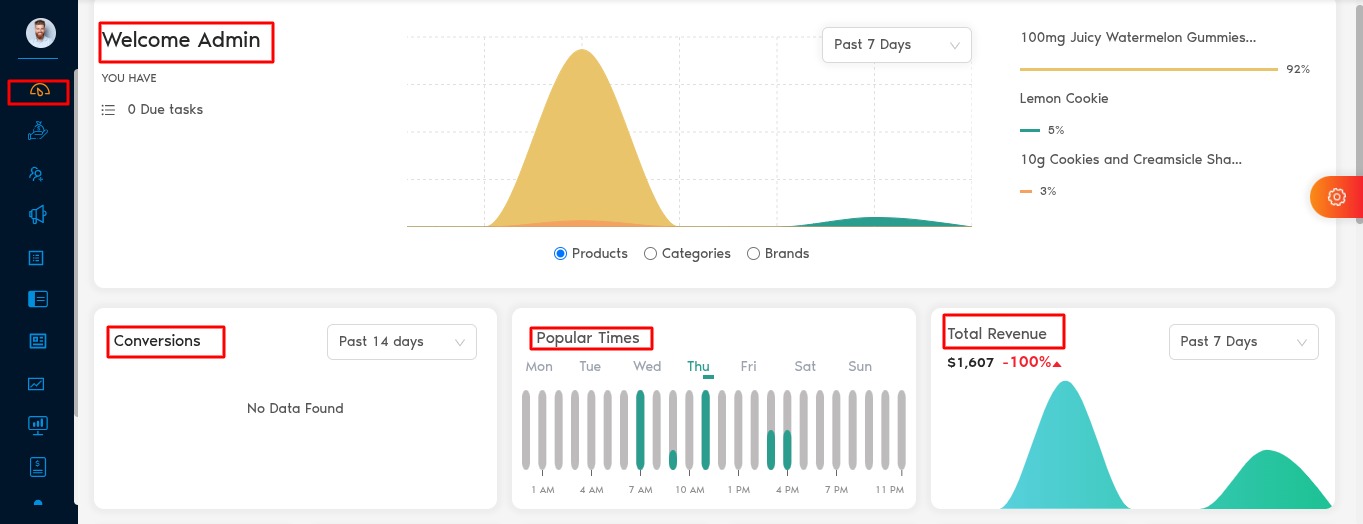 Welcome Admin
YOU HAVE
0 Due tasks
Past 7 Days
Products
Categories
Brands
100mg Juicy Watermelon Gummies...
92%
Lemon Cookie
5%
10g Cookies and Creamsicle Sha...
3%
Conversions
Past 14 days
No Data Found
Popular Times
Mon Tue Wed Thu Fri Sat Sun
1 AM 4 AM 7 AM 10 AM 1 PM 4 PM 7 PM 11 PM
Total Revenue
$1,607 -100%
Past 7 Days